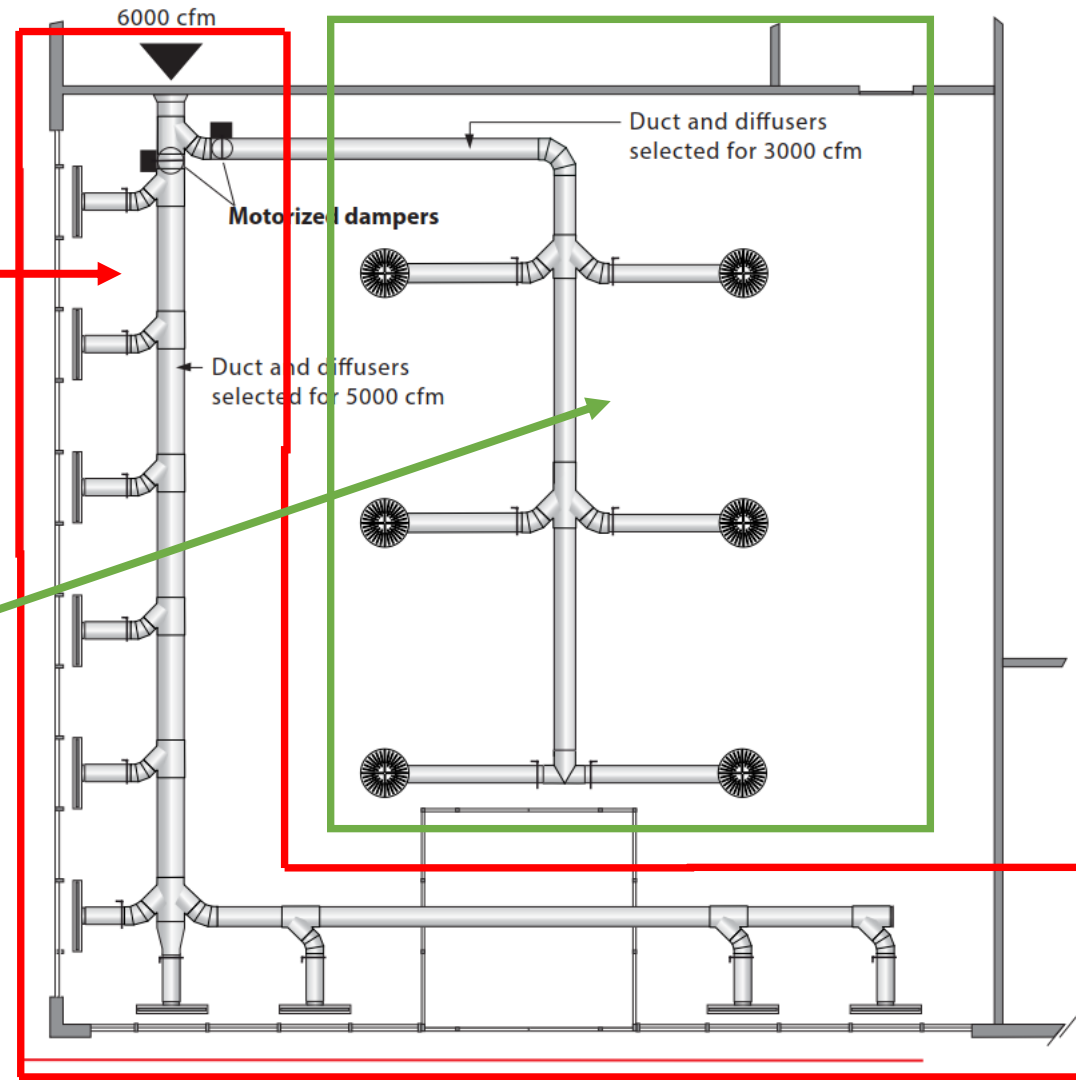 6000 cfm
Duct and diffusers
selected for 3000 cfm
Motorized dampers
Duct and diffusers
selected for 5000 cfm